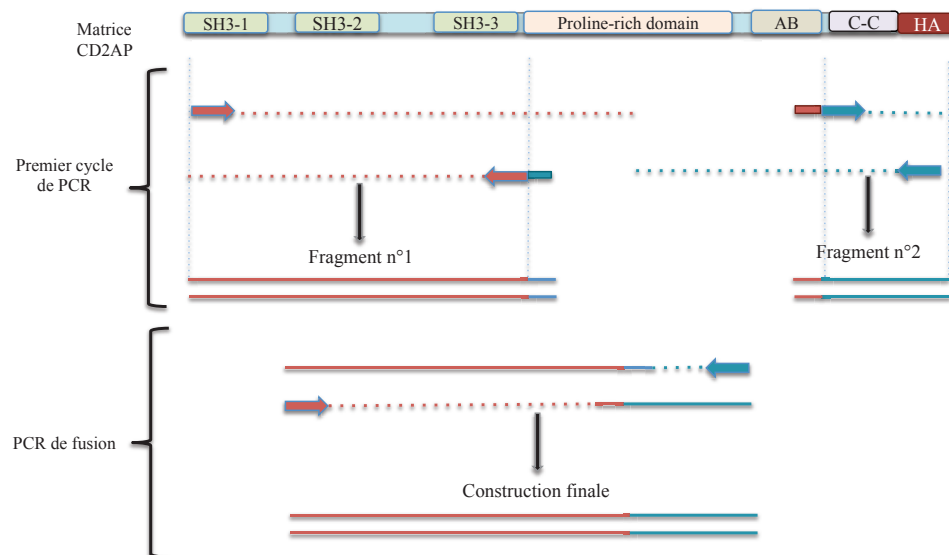 Matrice
CD2AP
SH3-1 SH3-2 SH3-3 Proline-rich domain AB C-C HA
Premier cycle
de PCR
Fragment n°1
Fragment n°2
PCR de fusion
Construction finale